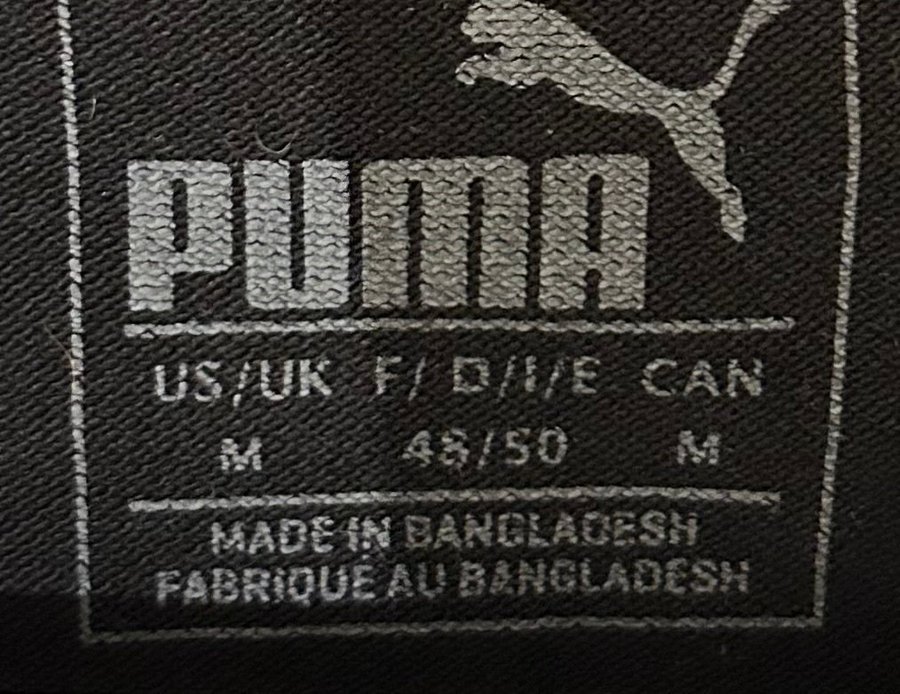 PUMA
US/UK F/ D/I/E CAN
M 48/50 M
MADE IN BANGLADESH
FABRIQUE AU BANGLADESH